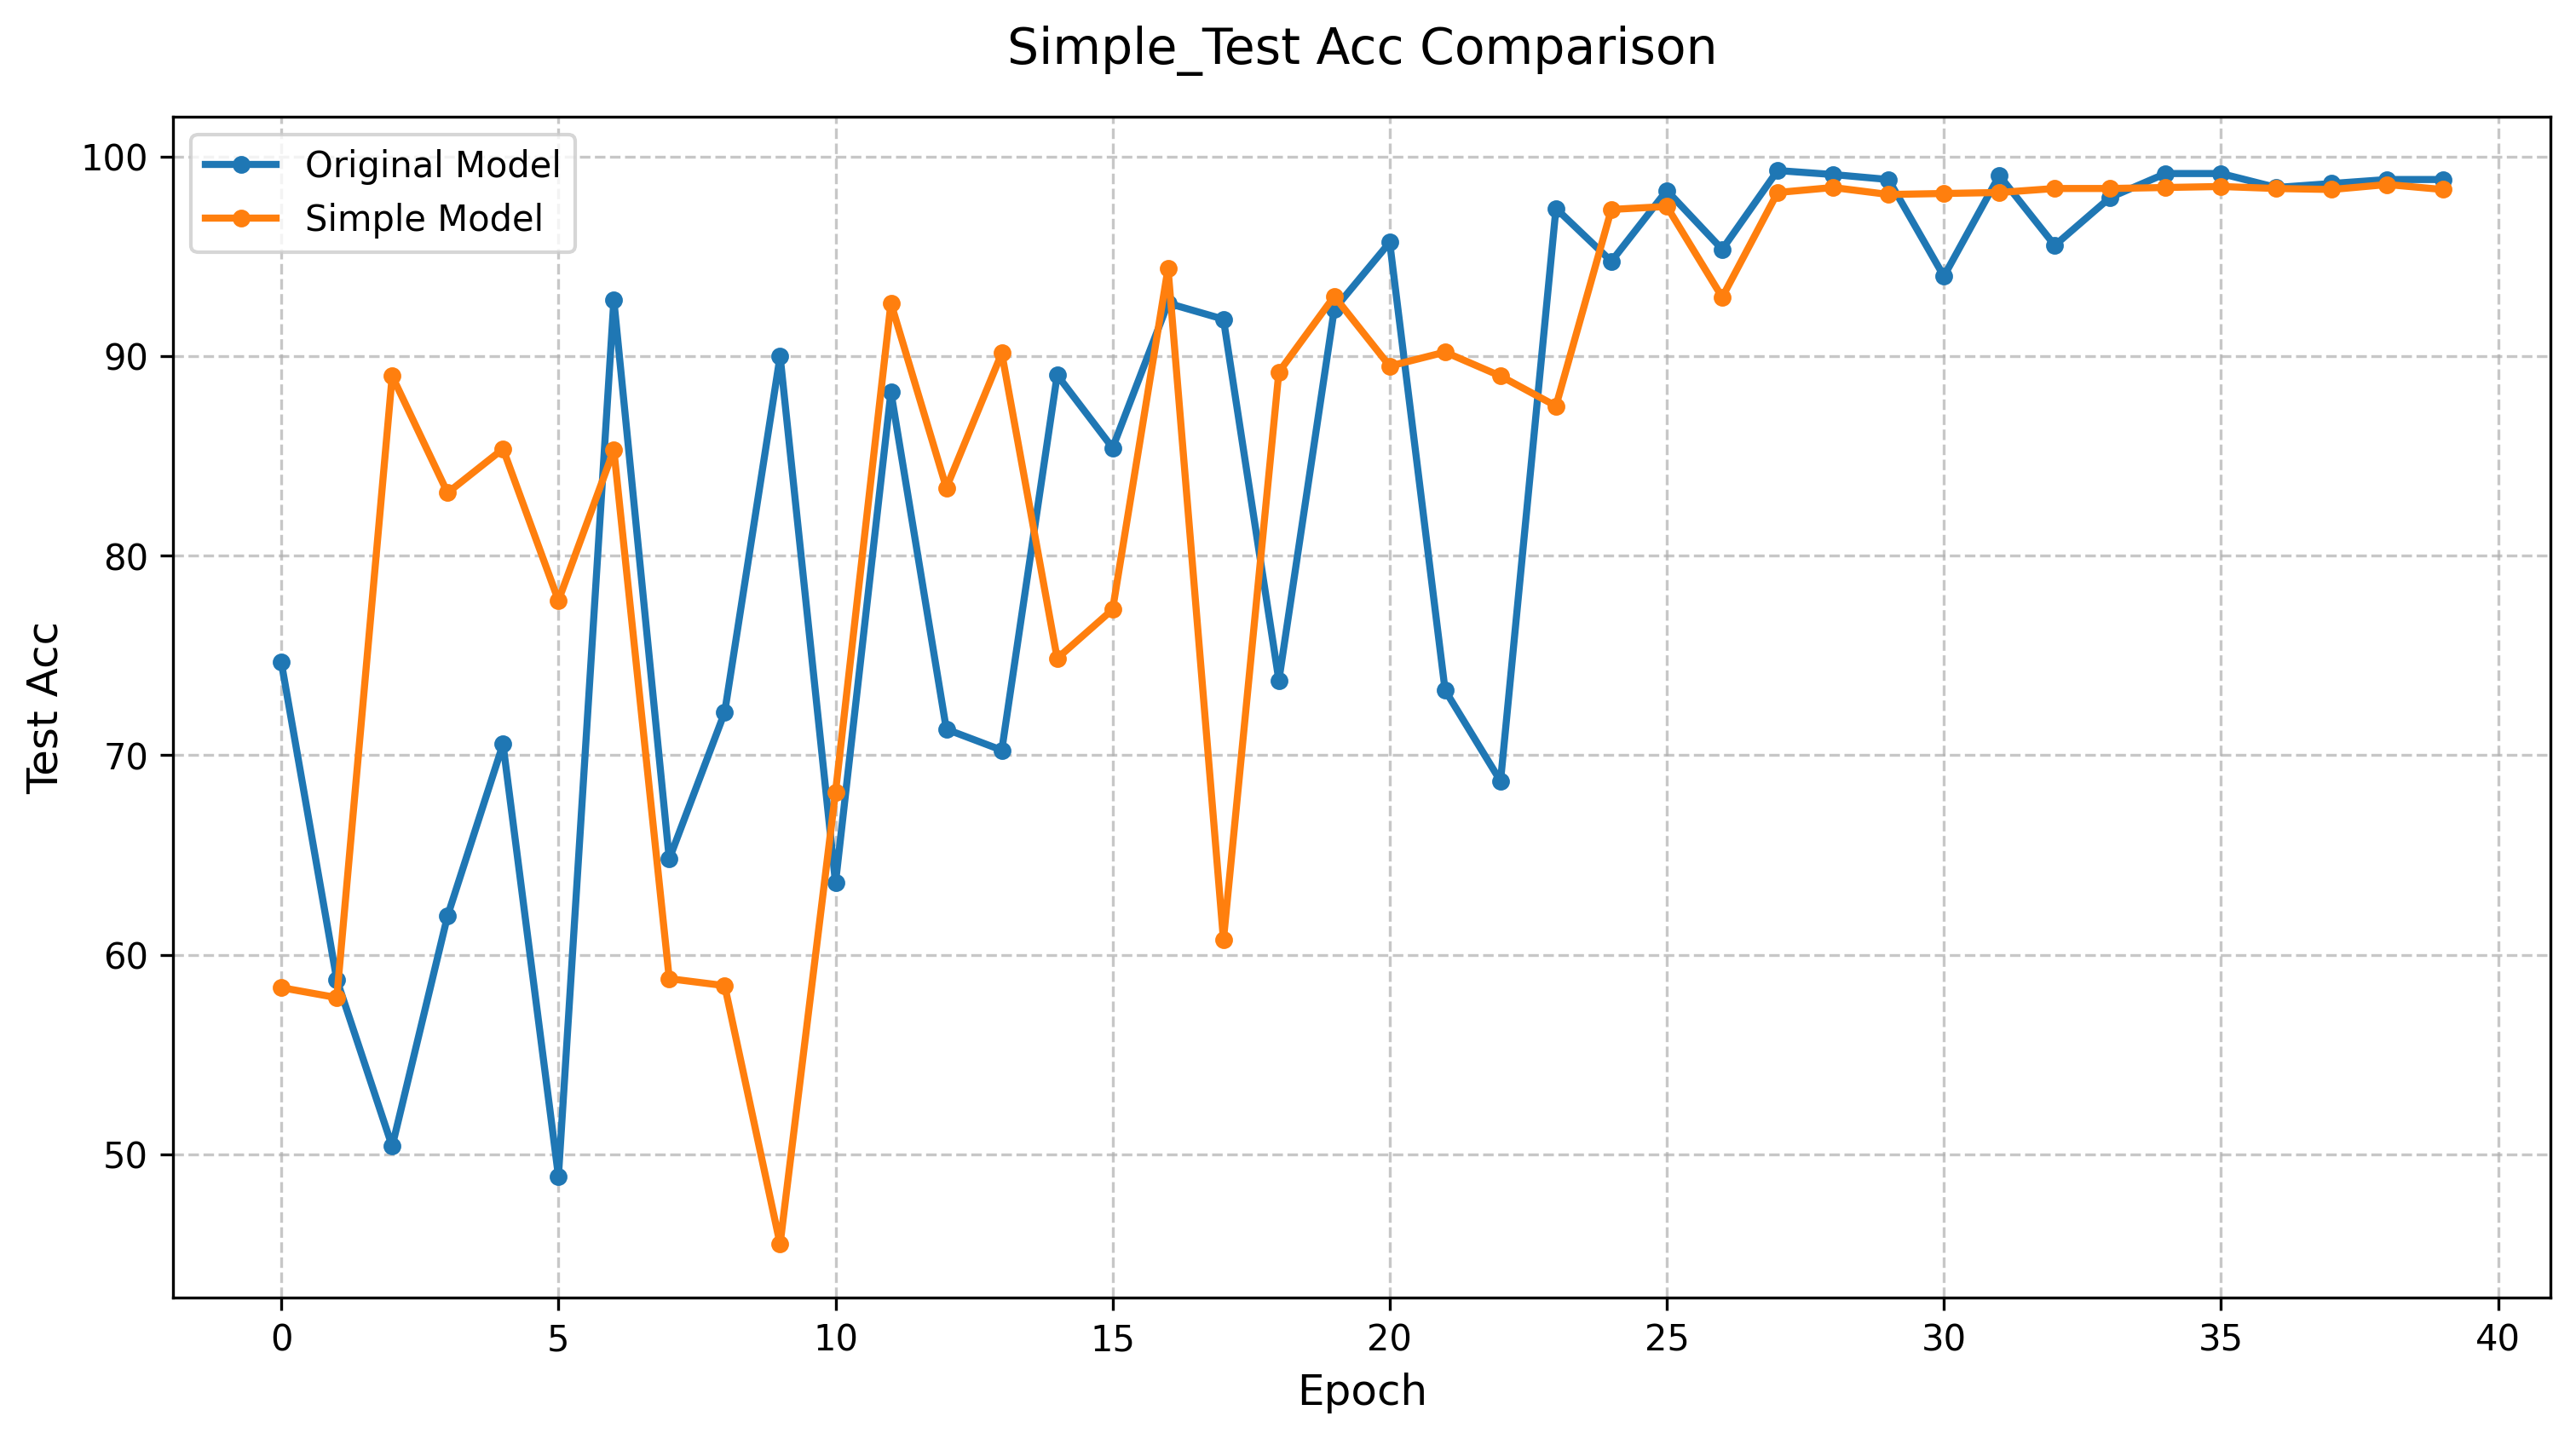 Simple_Test Acc Comparison
Original Model
Simple Model
100
90
80
70
60
50
Test Acc
0 5 10 15 20 25 30 35 40
Epoch